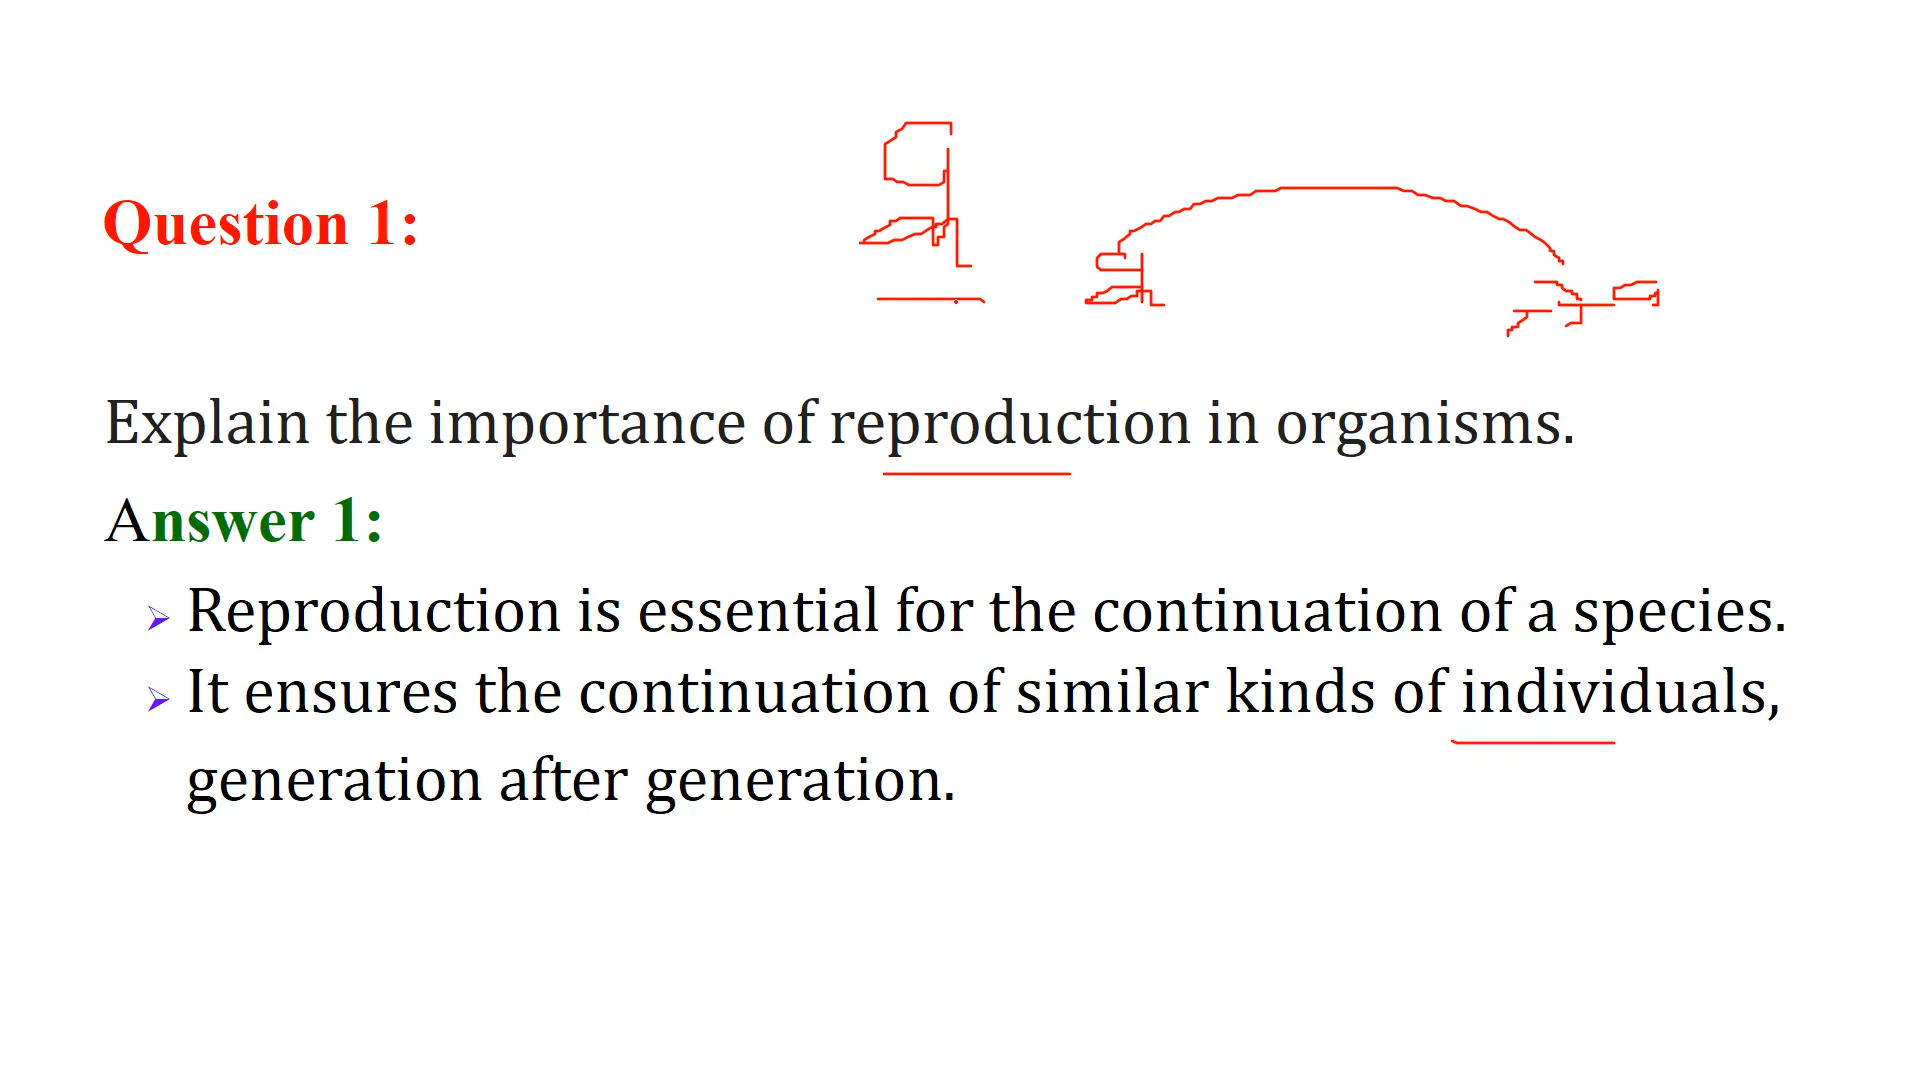 Question 1:
Explain the importance of reproduction in organisms.
Answer 1:
Reproduction is essential for the continuation of a species.
It ensures the continuation of similar kinds of individuals,
generation after generation.